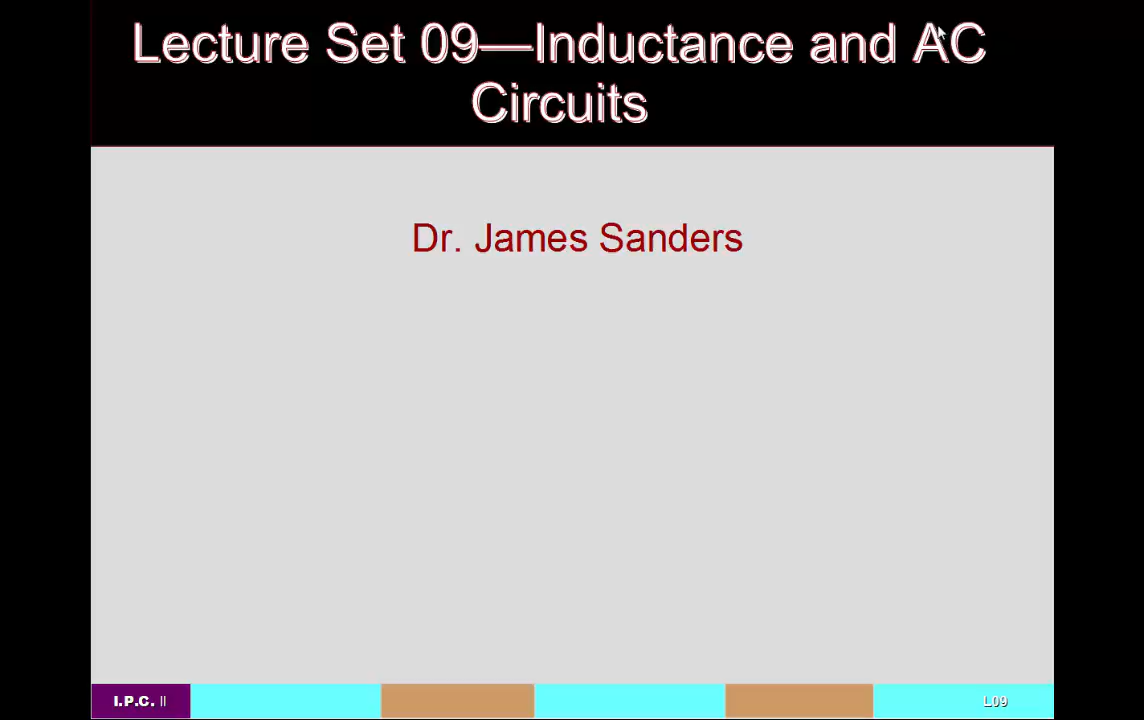 Lecture Set 09—Inductance and AC
Circuits
Dr. James Sanders
I.P.C. II
L09